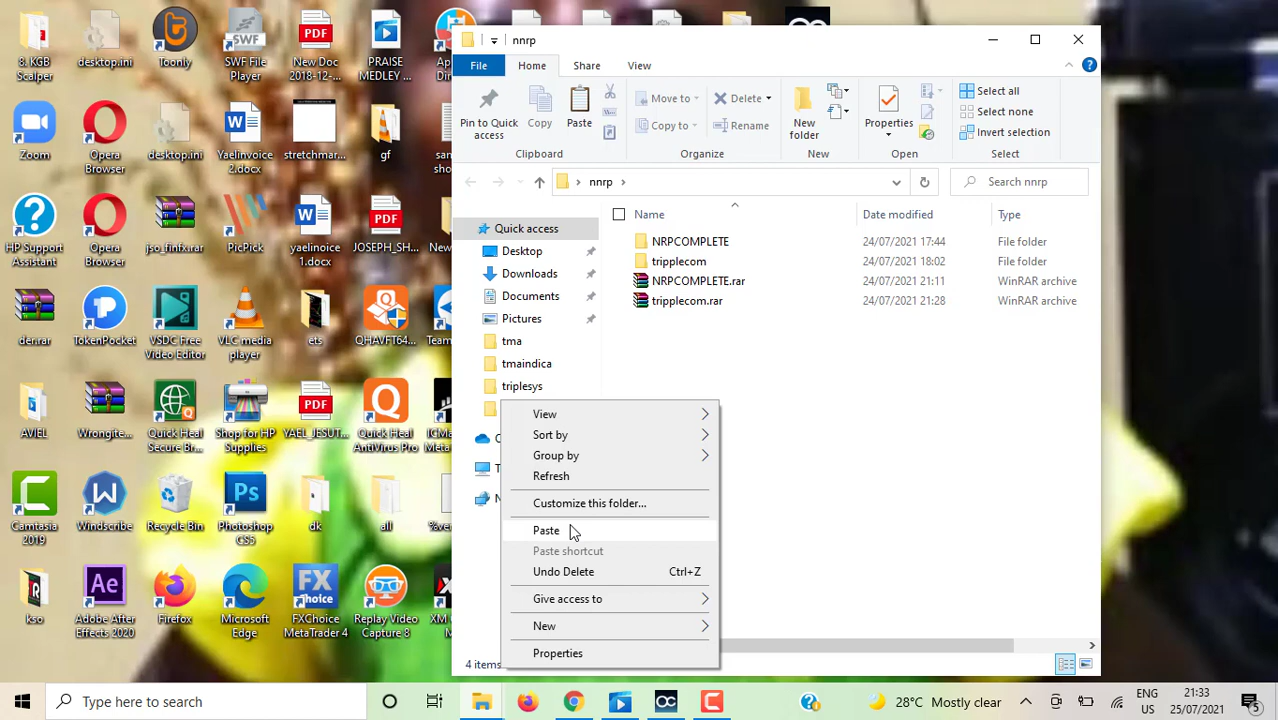 8. KGB
Scalper
desktop.ini
Toonly
SWF File
Player
New Doc
2018-12-...
PRAISE
MEDLEY ...
Zoom
Opera
Browser
desktop.ini
Yaelinvoice
2.docx
stretchmar...
gf
HP Support
Assistant
Opera
Browser
jso_finfx.rar
PicPick
yaelinoice
1.docx
JOSEPH_SH...
der.rar
TokenPocket
VSDC Free
Video Editor
VLC media
player
ets
QHAVFT64...
AVIEL
Wrongite...
Quick Heal
Secure Br...
Shop for HP
Supplies
YAEL_JESUT...
Quick Heal
AntiVirus Pro
Camtasia
2019
Windscribe
Recycle Bin
Photoshop
CS5
dk
all
kso
Adobe After
Effects 2020
Firefox
Microsoft
Edge
FXChoice
MetaTrader 4
Replay Video
Capture 8
nnrp
File
Home
Share
View
Pin to Quick
access
Copy
Paste
Move to
Copy to
Delete
Rename
New
folder
Properties
Select all
Select none
Invert selection
Clipboard
Organize
New
Open
Select
nnrp
Search nnrp
Quick access
Desktop
Downloads
Documents
Pictures
tma
tmaindica
triplesys
Name
Date modified
Type
NRPCOMPLETE 24/07/2021 17:44 File folder
tripplecom 24/07/2021 18:02 File folder
NRPCOMPLETE.rar 24/07/2021 21:11 WinRAR archive
tripplecom.rar 24/07/2021 21:28 WinRAR archive
View
Sort by
Group by
Refresh
Customize this folder...
Paste
Paste shortcut
Undo Delete Ctrl+Z
Give access to
New
Properties
4 items
Type here to search
28°C Mostly clear
ENG
UK
21:33
25/07/2021
5